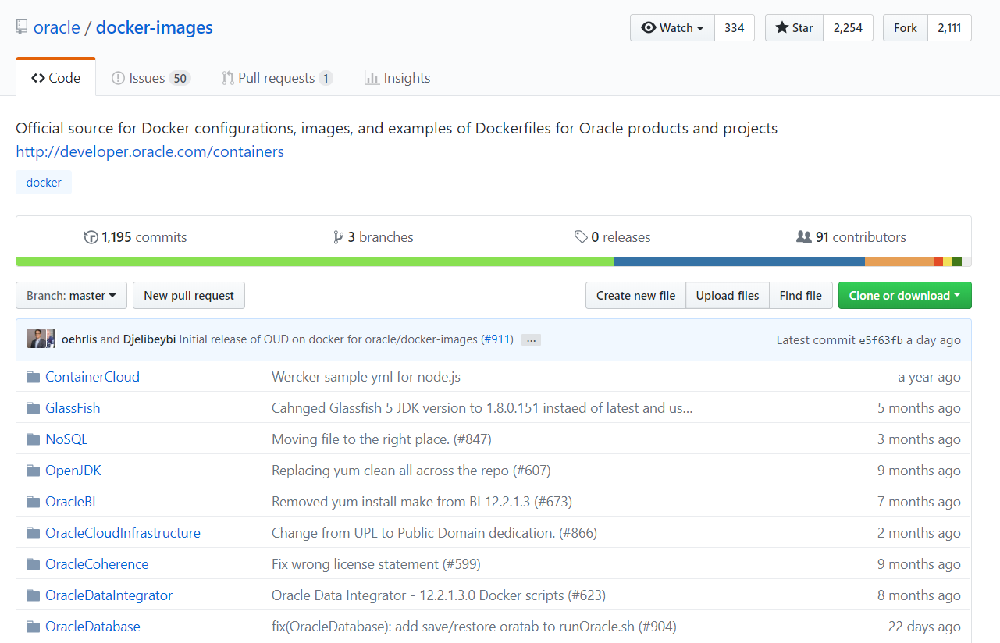 oracle / docker-images Watch 334 Star 2,254 Fork 2,111
Code Issues 50 Pull requests 1 Insights
Official source for Docker configurations, images, and examples of Dockerfiles for Oracle products and projects
http://developer.oracle.com/containers
docker
1,195 commits 3 branches 0 releases 91 contributors
Branch: master New pull request Create new file Upload files Find file Clone or download
oehrlis and Djelibeybi Initial release of OUD on docker for oracle/docker-images (#911) ... Latest commit e5f63fb a day ago
ContainerCloud Wercker sample yml for node.js a year ago
GlassFish Cahnged Glassfish 5 JDK version to 1.8.0.151 instaed of latest and us... 5 months ago
NoSQL Moving file to the right place. (#847) 3 months ago
OpenJDK Replacing yum clean all across the repo (#607) 9 months ago
OracleBI Removed yum install make from BI 12.2.1.3 (#673) 7 months ago
OracleCloudInfrastructure Change from UPL to Public Domain dedication. (#866) 2 months ago
OracleCoherence Fix wrong license statement (#599) 9 months ago
OracleDataIntegrator Oracle Data Integrator - 12.2.1.3.0 Docker scripts (#623) 8 months ago
OracleDatabase fix(OracleDatabase): add save/restore oratab to runOracle.sh (#904) 22 days ago